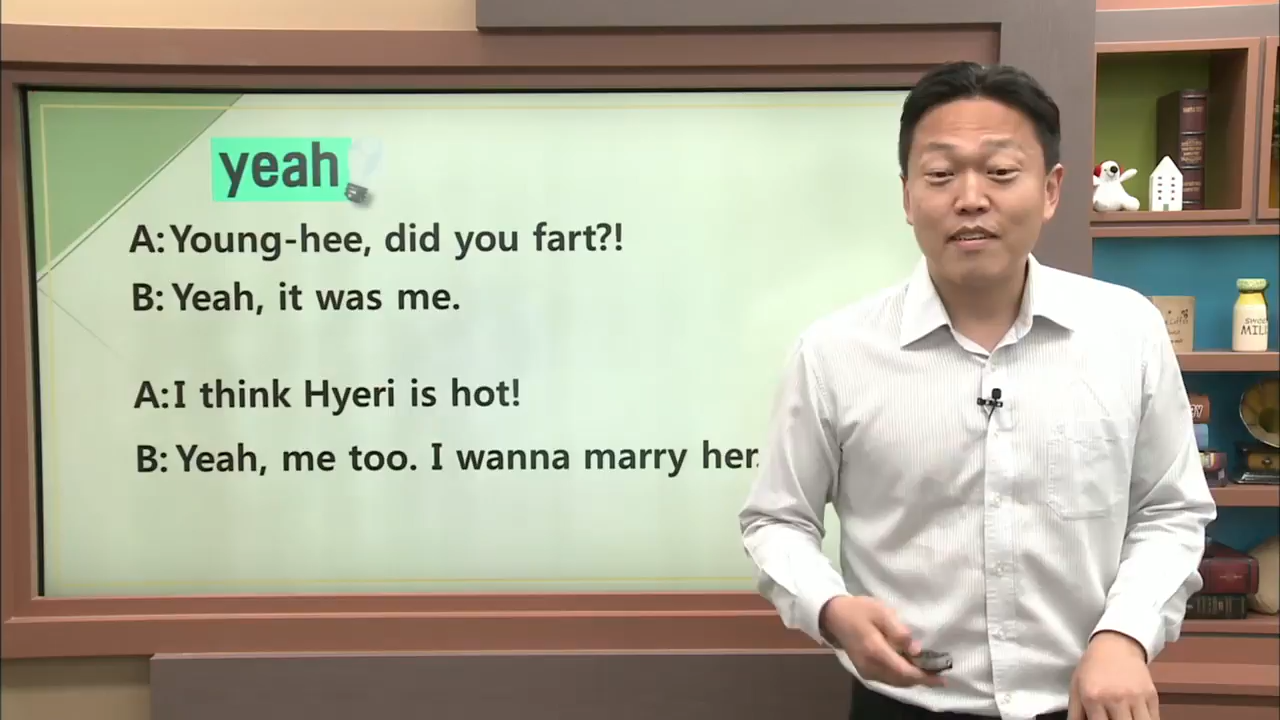 yeah
A: Young-hee, did you fart?!
B: Yeah, it was me.
A: I think Hyeri is hot!
B: Yeah, me too. I wanna marry her.
MILK